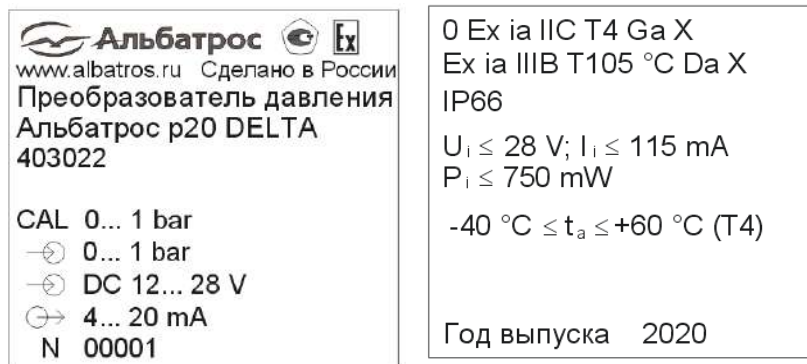 Альбатрос Ex
www.albatros.ru Сделано в России
Преобразователь давления
Альбатрос p20 DELTA
403022
CAL 0... 1 bar
0... 1 bar
DC 12... 28 V
4... 20 mA
N 00001
0 Ex ia IIC T4 Ga X
Ex ia IIIB T105 °C Da X
IP66
Ui ≤ 28 V; Ii ≤ 115 mA
Pi ≤ 750 mW
-40 °C ≤ ta ≤ +60 °C (T4)
Год выпуска 2020